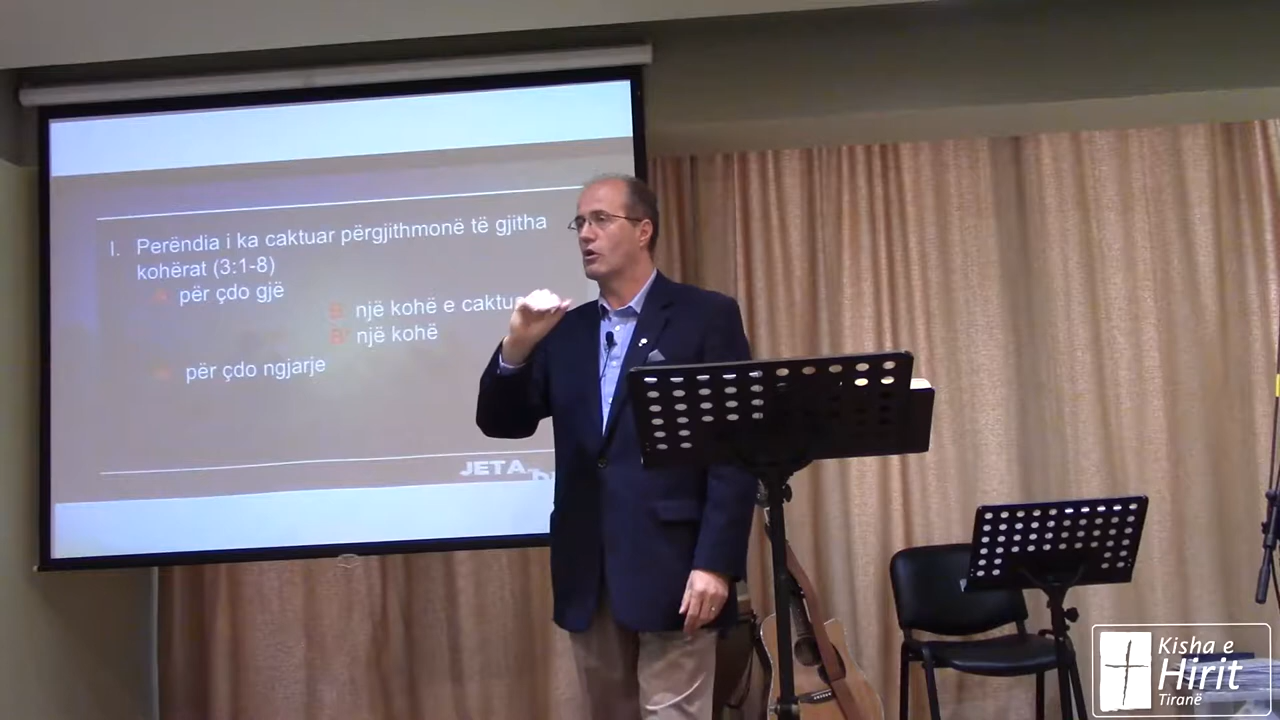 I. Perëndia i ka caktuar përgjithmonë të gjitha
kohërat (3:1-8)
A. për çdo gjë
B. një kohë e caktuar
B' një kohë
për çdo ngjarje
JETA
Kisha e
Hirit
Tiranë